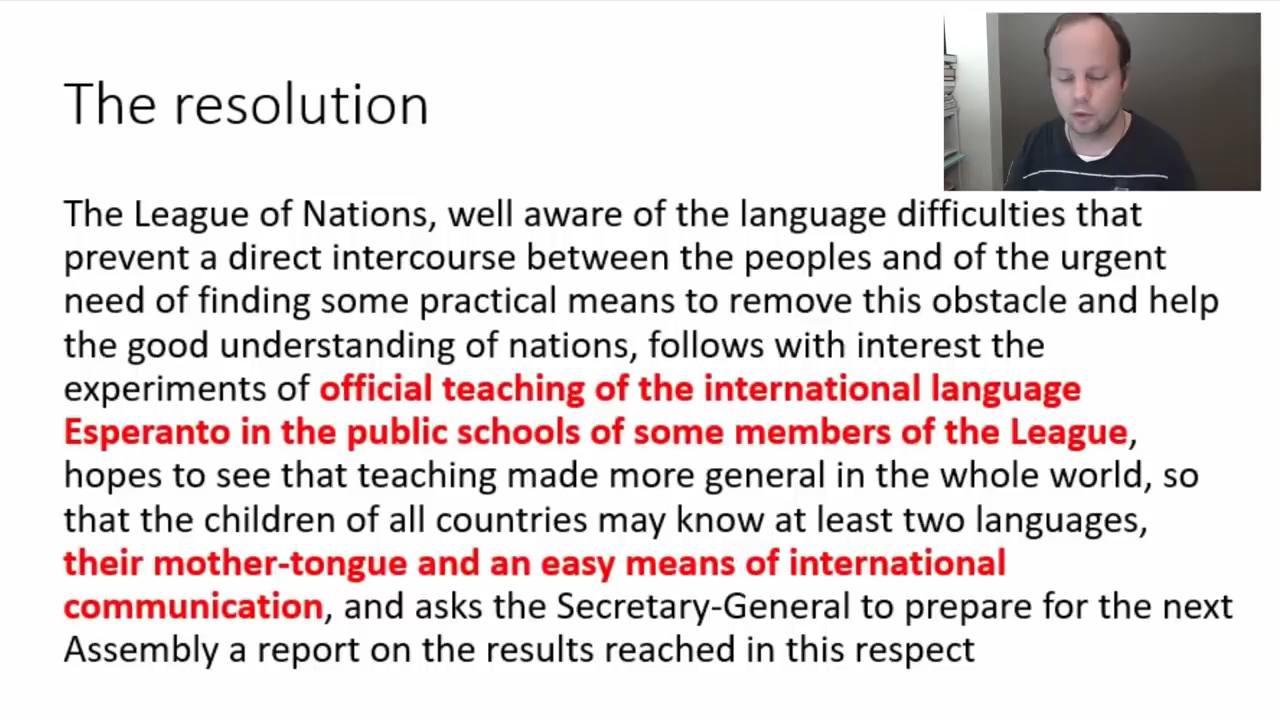 The resolution
The League of Nations, well aware of the language difficulties that
prevent a direct intercourse between the peoples and of the urgent
need of finding some practical means to remove this obstacle and help
the good understanding of nations, follows with interest the
experiments of official teaching of the international language
Esperanto in the public schools of some members of the League,
hopes to see that teaching made more general in the whole world, so
that the children of all countries may know at least two languages,
their mother-tongue and an easy means of international
communication, and asks the Secretary-General to prepare for the next
Assembly a report on the results reached in this respect